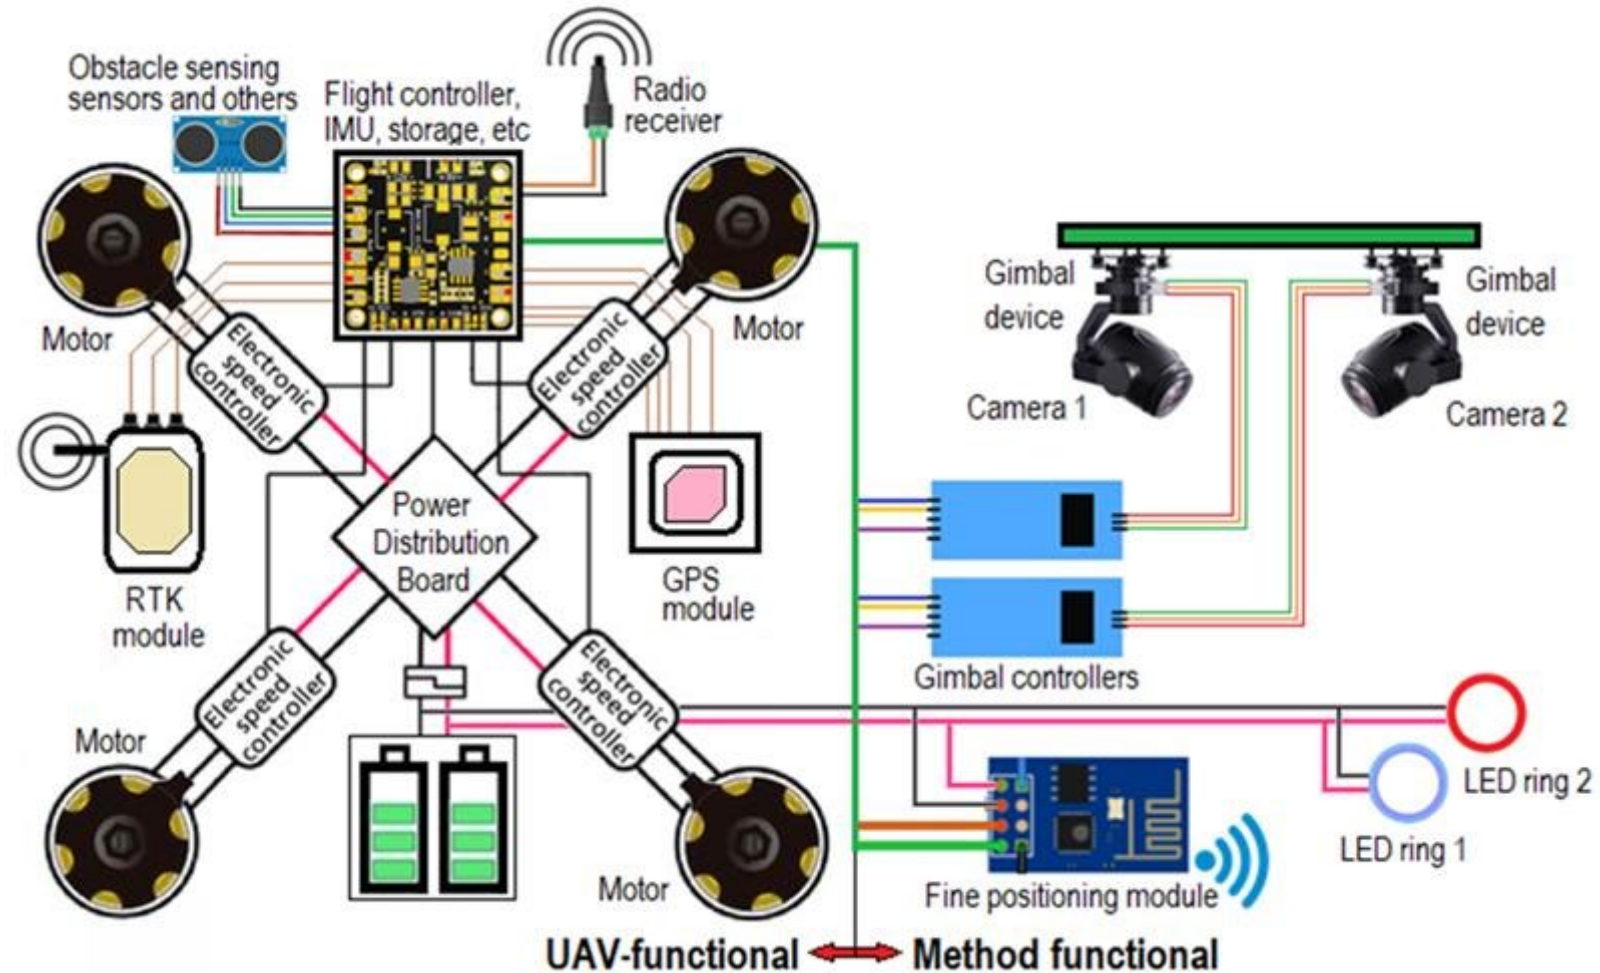 Obstacle sensing
sensors and others
Flight controller,
IMU, storage, etc
Radio
receiver
Motor
Electronic
speed
controller
Electronic
speed
controller
Motor
Gimbal
device
Gimbal
device
Camera 1
Camera 2
Power
Distribution
Board
RTK
module
GPS
module
Gimbal controllers
Electronic
speed
controller
Electronic
speed
controller
Motor
Motor
LED ring 2
LED ring 1
Fine positioning module
UAV-functional
Method functional